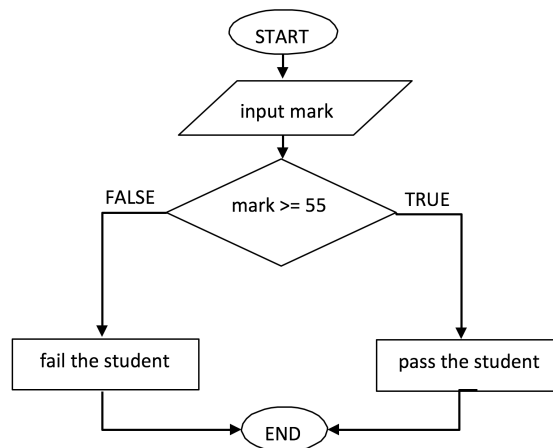 START
input mark
mark >= 55
FALSE
TRUE
fail the student
pass the student
END